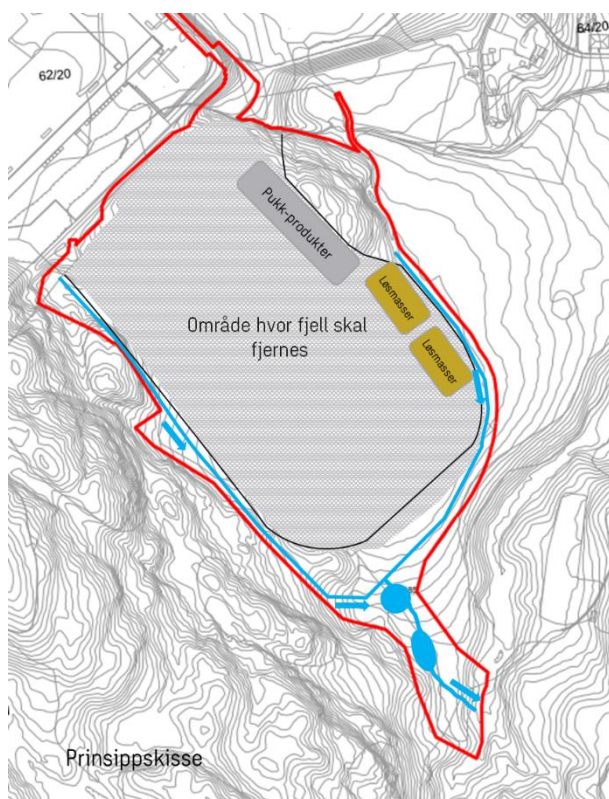 62/20
64/20
Pukk-produkter
Løsmasser
Løsmasser
Område hvor fjell skal
fjernes
Prinsippskisse